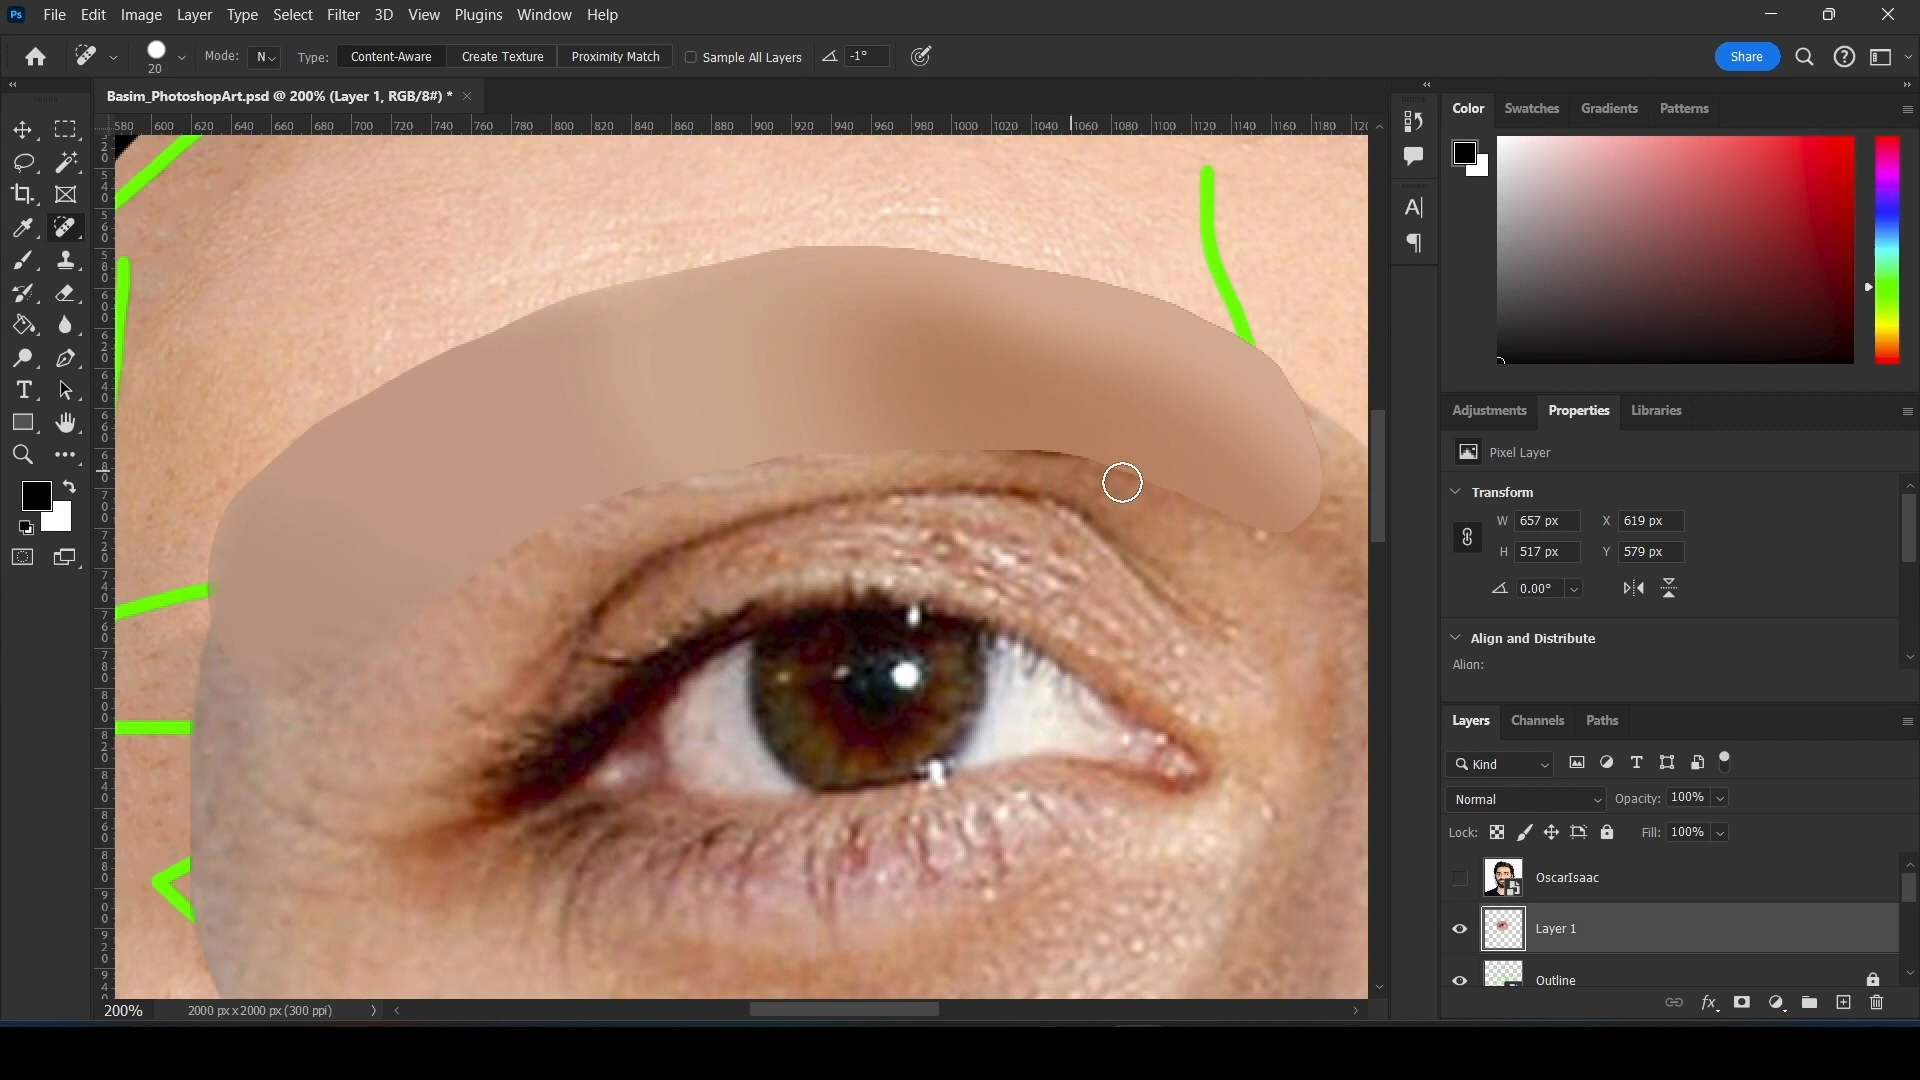 Ps File Edit Image Layer Type Select Filter 3D View Plugins Window Help
20 Mode: N Type: Content-Aware Create Texture Proximity Match Sample All Layers -1° Share
Basim_PhotoshopArt.psd @ 200% (Layer 1, RGB/8#) *
580 600 620 640 660 680 700 720 740 760 780 800 820 840 860 880 900 920 940 960 980 1000 1020 1040 1060 1080 1100 1120 1140 1160 1180 120
Color Swatches Gradients Patterns
Adjustments Properties Libraries
Pixel Layer
Transform
W 657 px X 619 px
H 517 px Y 579 px
0.00°
Align and Distribute
Align:
Layers Channels Paths
Kind
Normal Opacity: 100%
Lock: Fill: 100%
OscarIsaac
Layer 1
Outline
fx
200% 2000 px x 2000 px (300 ppi)